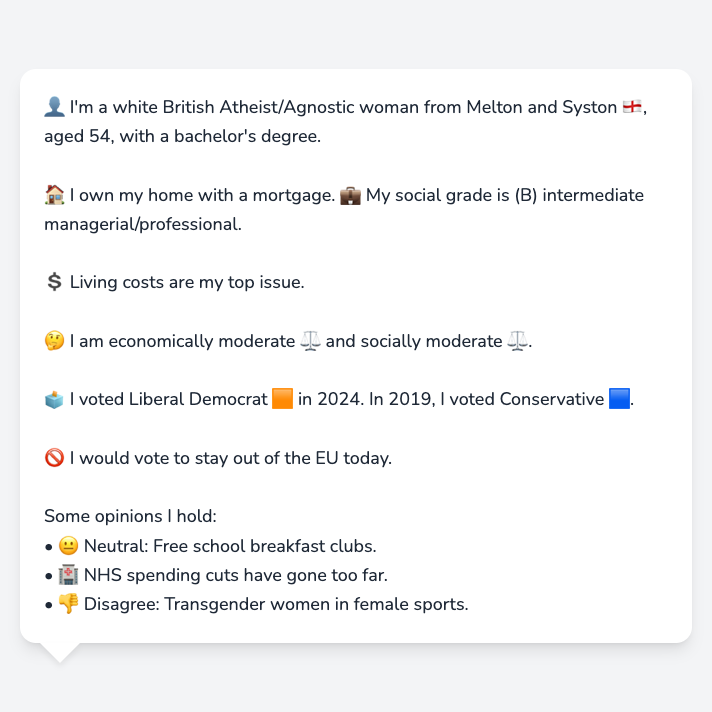 👤 I'm a white British Atheist/Agnostic woman from Melton and Syston 🏴󠁧󠁢󠁥󠁮󠁧󠁿,
aged 54, with a bachelor's degree.
🏠 I own my home with a mortgage. 💼 My social grade is (B) intermediate
managerial/professional.
💲 Living costs are my top issue.
🤔 I am economically moderate ⚖️ and socially moderate ⚖️.
🗳️ I voted Liberal Democrat 🟧 in 2024. In 2019, I voted Conservative 🟦.
🚫 I would vote to stay out of the EU today.
Some opinions I hold:
• 😐 Neutral: Free school breakfast clubs.
• 🏥 NHS spending cuts have gone too far.
• 👎 Disagree: Transgender women in female sports.